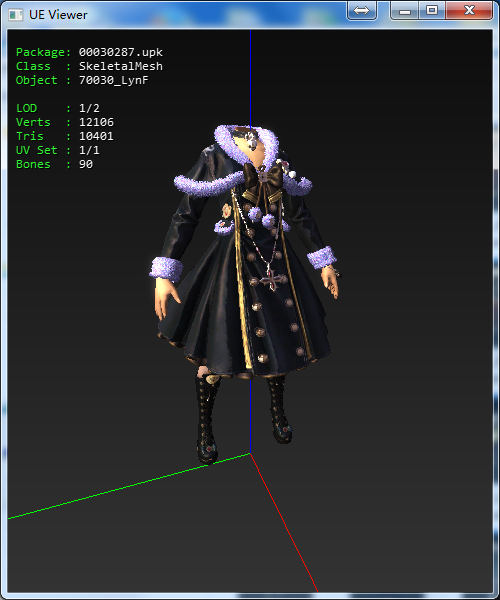 UE Viewer
Package: 00030287.upk
Class : SkeletalMesh
Object : 70030_LynF
LOD : 1/2
Verts : 12106
Tris : 10401
UV Set : 1/1
Bones : 90